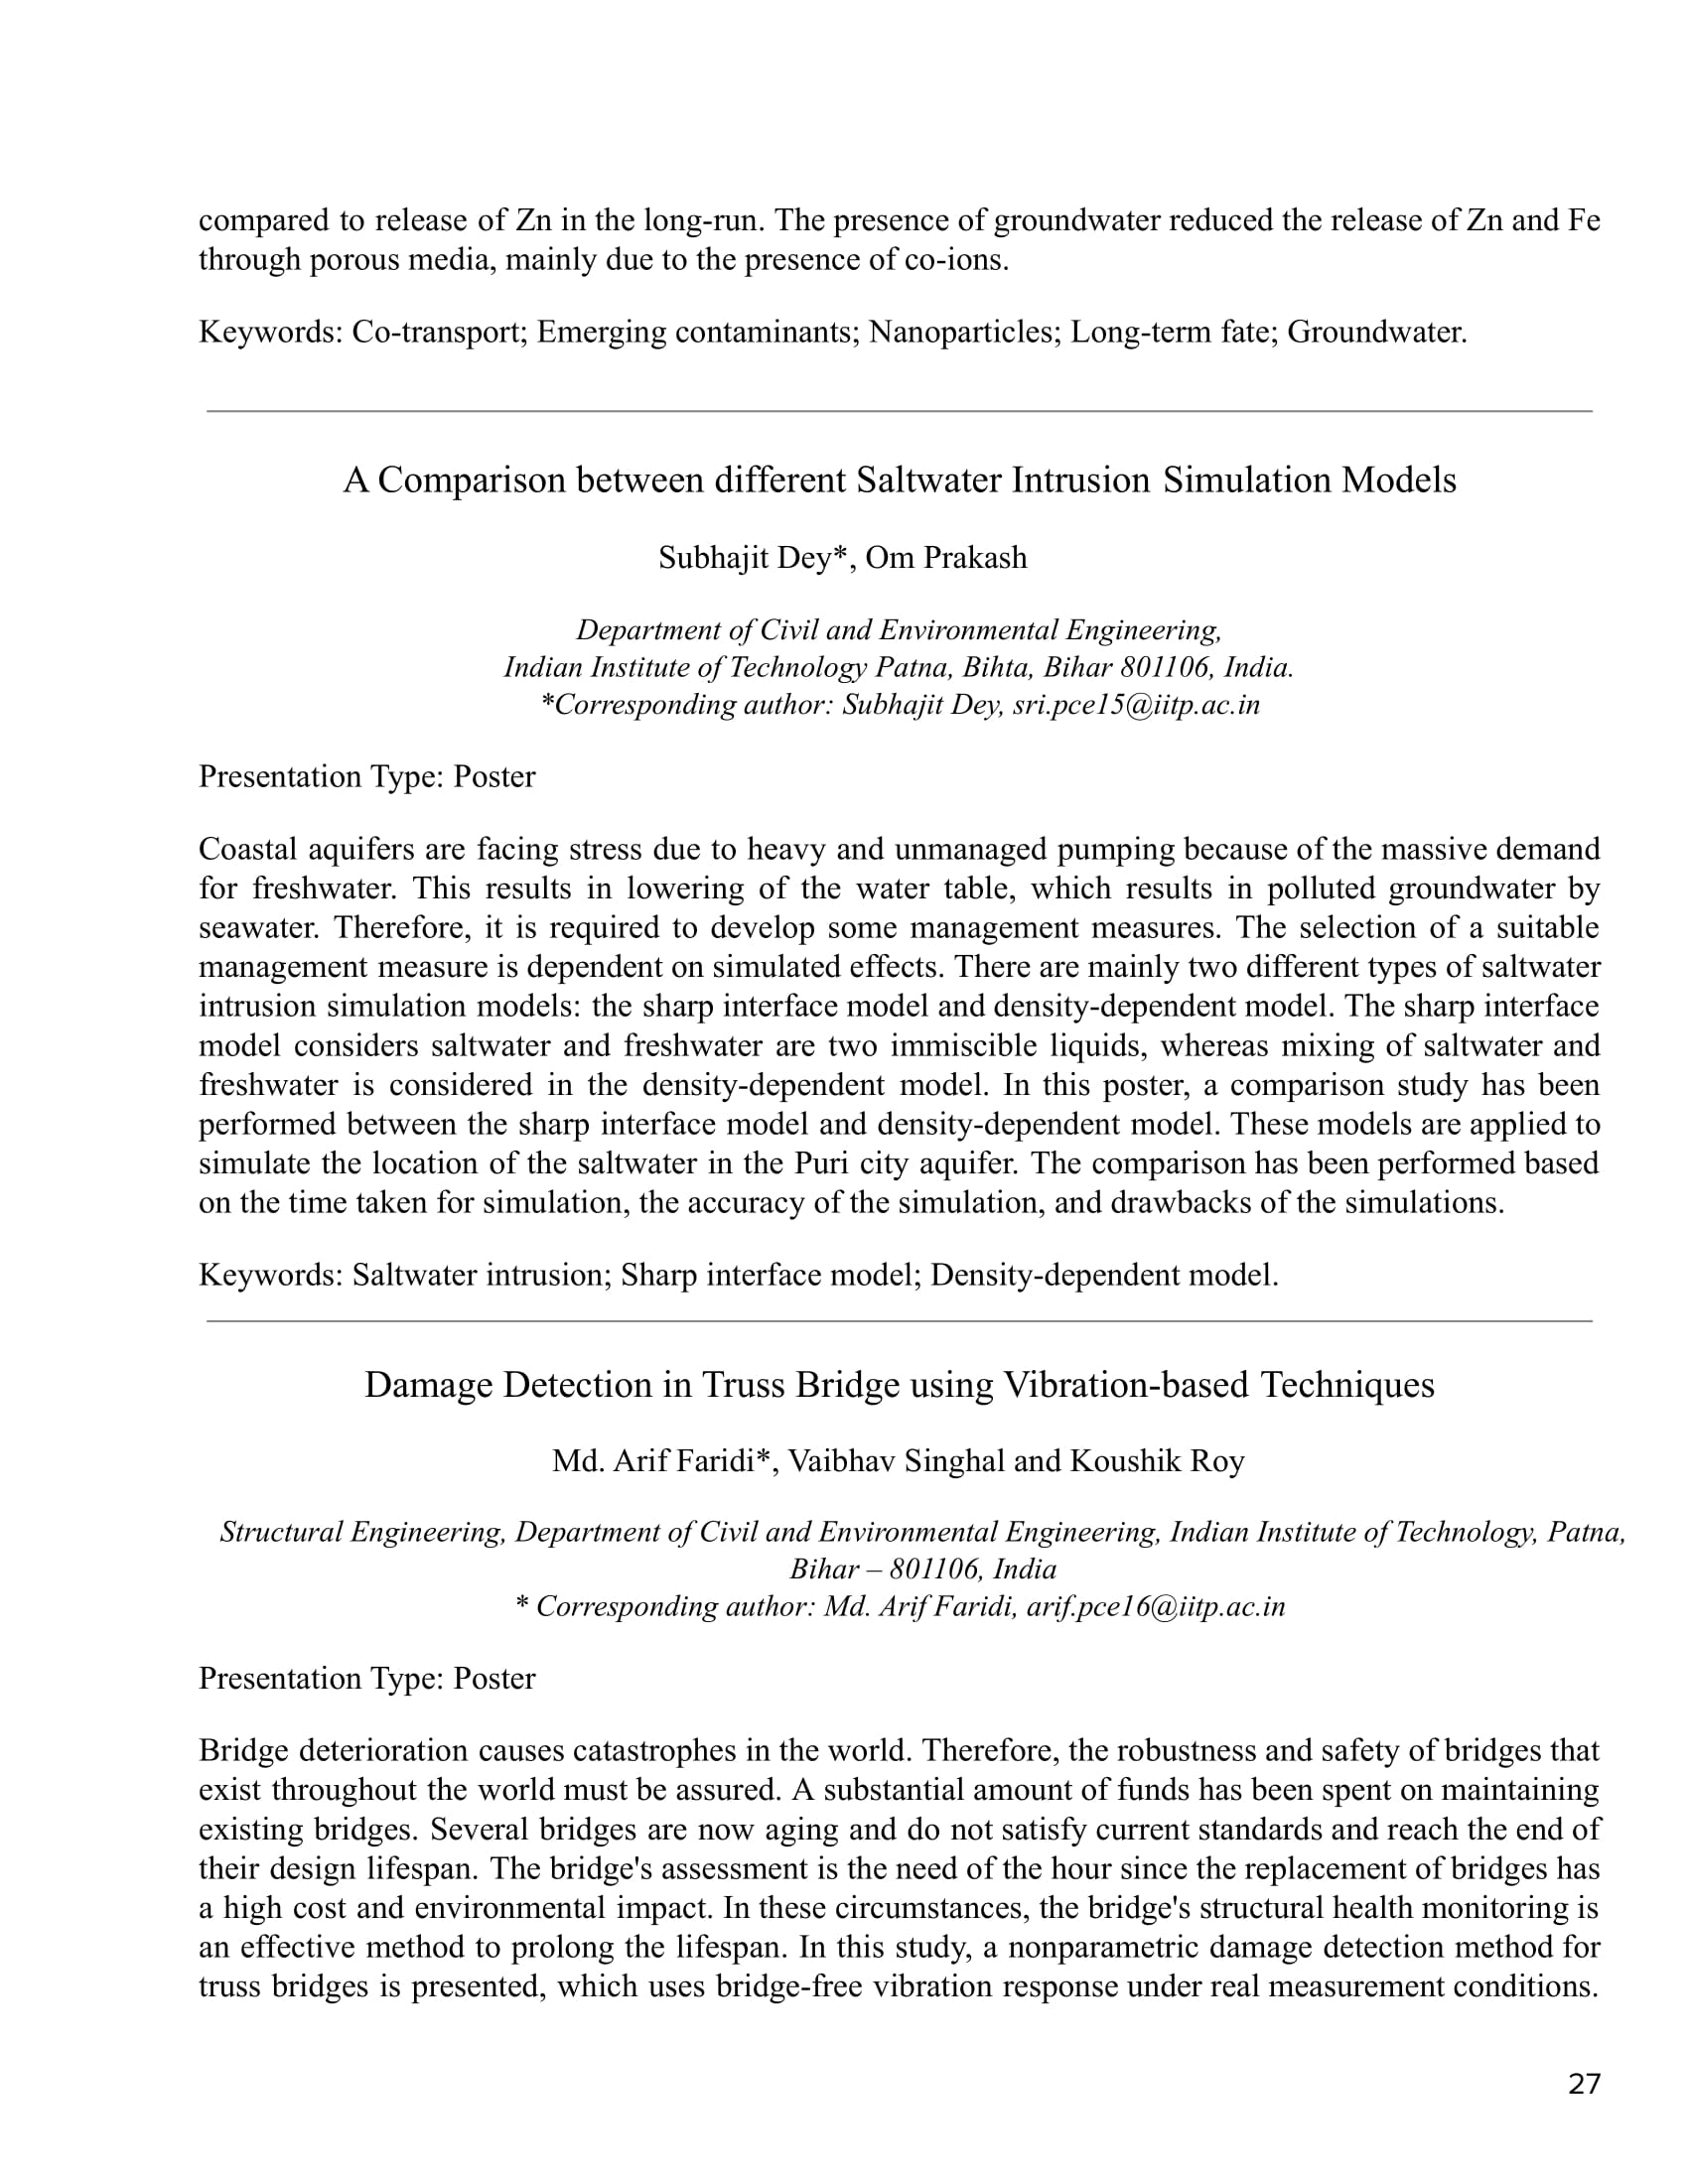 compared to release of Zn in the long-run. The presence of groundwater reduced the release of Zn and Fe
through porous media, mainly due to the presence of co-ions.
Keywords: Co-transport; Emerging contaminants; Nanoparticles; Long-term fate; Groundwater.
A Comparison between different Saltwater Intrusion Simulation Models
Subhajit Dey*, Om Prakash
Department of Civil and Environmental Engineering,
Indian Institute of Technology Patna, Bihta, Bihar 801106, India.
*Corresponding author: Subhajit Dey, sri.pce15@iitp.ac.in
Presentation Type: Poster
Coastal aquifers are facing stress due to heavy and unmanaged pumping because of the massive demand
for freshwater. This results in lowering of the water table, which results in polluted groundwater by
seawater. Therefore, it is required to develop some management measures. The selection of a suitable
management measure is dependent on simulated effects. There are mainly two different types of saltwater
intrusion simulation models: the sharp interface model and density-dependent model. The sharp interface
model considers saltwater and freshwater are two immiscible liquids, whereas mixing of saltwater and
freshwater is considered in the density-dependent model. In this poster, a comparison study has been
performed between the sharp interface model and density-dependent model. These models are applied to
simulate the location of the saltwater in the Puri city aquifer. The comparison has been performed based
on the time taken for simulation, the accuracy of the simulation, and drawbacks of the simulations.
Keywords: Saltwater intrusion; Sharp interface model; Density-dependent model.
Damage Detection in Truss Bridge using Vibration-based Techniques
Md. Arif Faridi*, Vaibhav Singhal and Koushik Roy
Structural Engineering, Department of Civil and Environmental Engineering, Indian Institute of Technology, Patna,
Bihar – 801106, India
* Corresponding author: Md. Arif Faridi, arif.pce16@iitp.ac.in
Presentation Type: Poster
Bridge deterioration causes catastrophes in the world. Therefore, the robustness and safety of bridges that
exist throughout the world must be assured. A substantial amount of funds has been spent on maintaining
existing bridges. Several bridges are now aging and do not satisfy current standards and reach the end of
their design lifespan. The bridge's assessment is the need of the hour since the replacement of bridges has
a high cost and environmental impact. In these circumstances, the bridge's structural health monitoring is
an effective method to prolong the lifespan. In this study, a nonparametric damage detection method for
truss bridges is presented, which uses bridge-free vibration response under real measurement conditions.
27